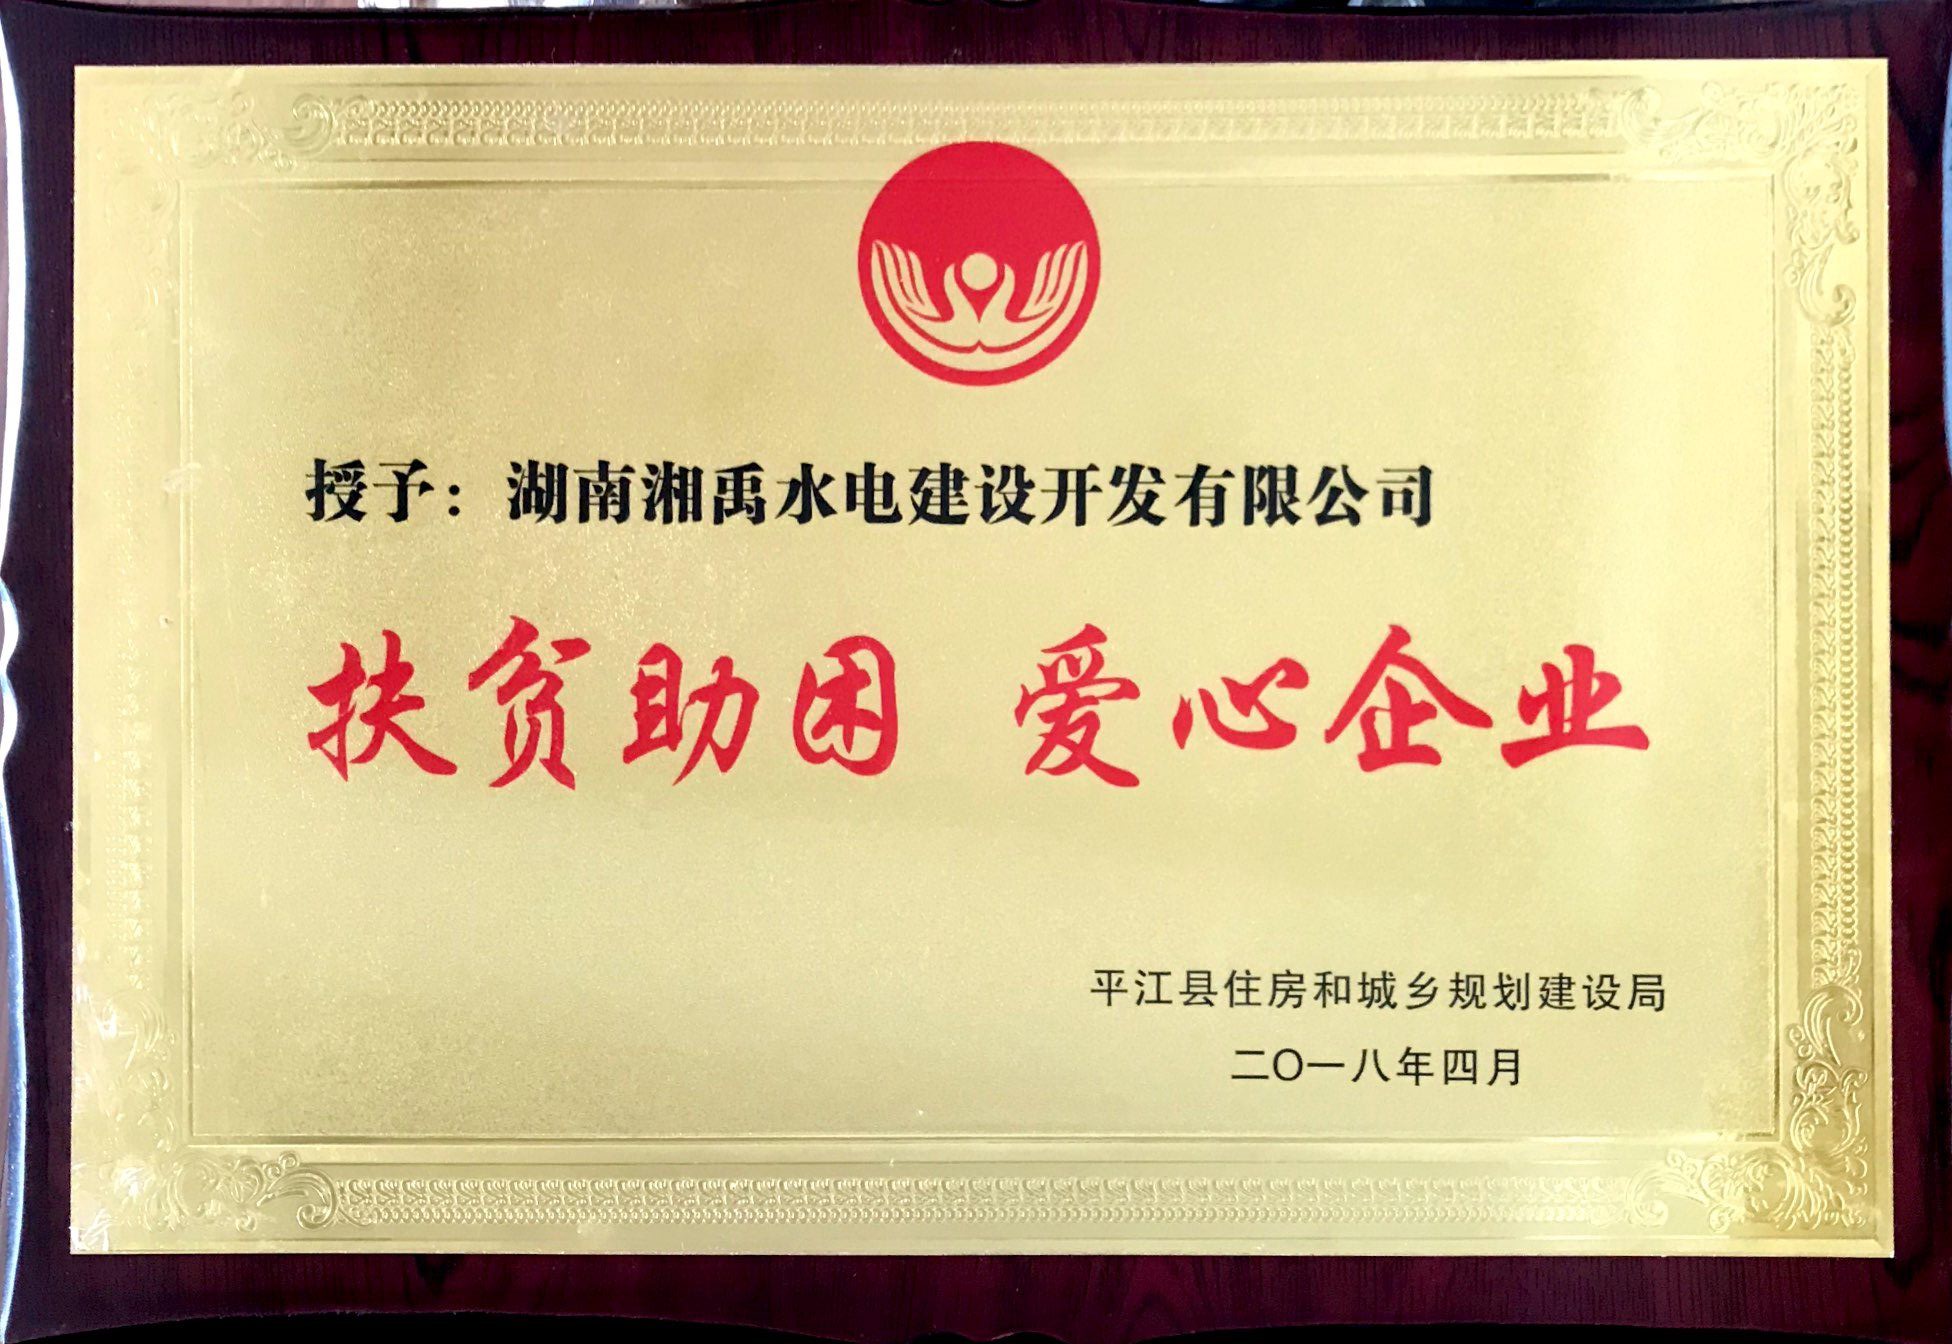 授予：湖南湘禹水电建设开发有限公司
扶贫助困 爱心企业
平江县住房和城乡规划建设局
二〇一八年四月